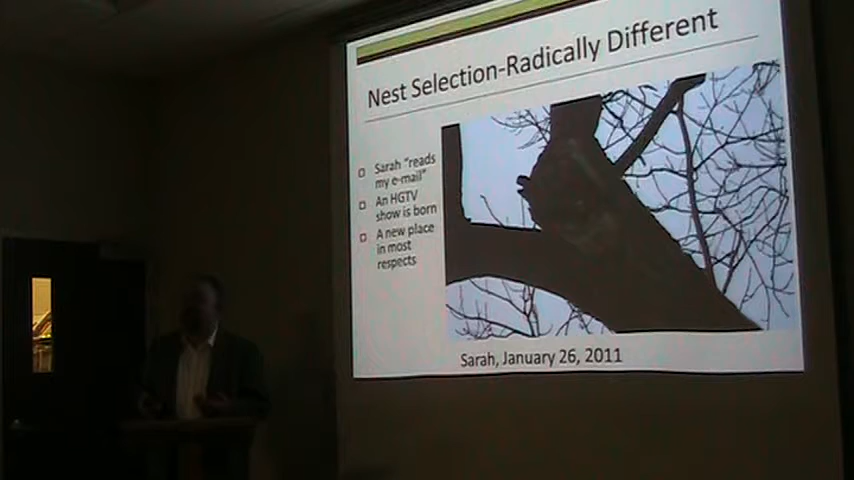 Nest Selection-Radically Different
Sarah "reads
my e-mail"
An HGTV
show is born
A new place
in most
respects
Sarah, January 26, 2011